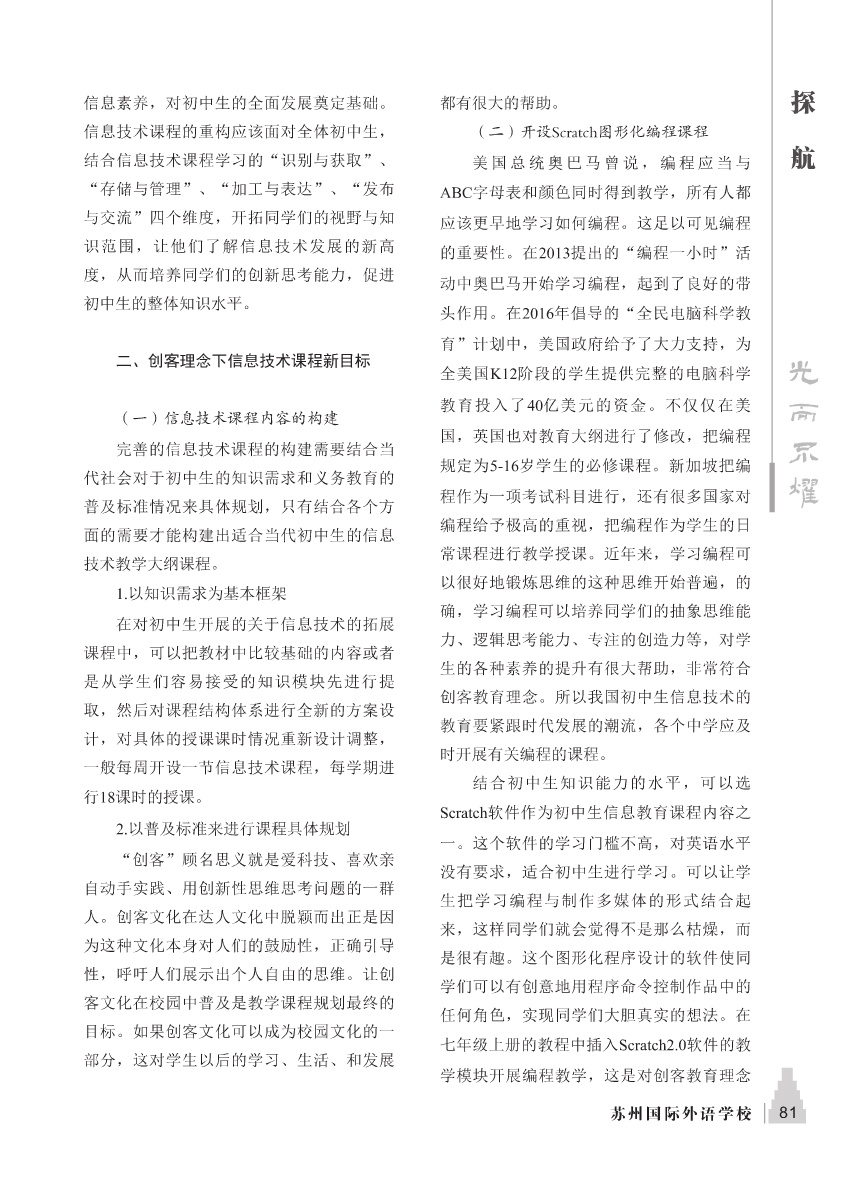 信息素养，对初中生的全面发展奠定基础。
信息技术课程的重构应该面对全体初中生，
结合信息技术课程学习的“识别与获取”、
“存储与管理”、“加工与表达”、“发布
与交流”四个维度，开拓同学们的视野与知
识范围，让他们了解信息技术发展的新高
度，从而培养同学们的创新思考能力，促进
初中生的整体知识水平。
二、创客理念下信息技术课程新目标
（一）信息技术课程内容的构建
完善的信息技术课程的构建需要结合当
代社会对于初中生的知识需求和义务教育的
普及标准情况来具体规划，只有结合各个方
面的需要才能构建出适合当代初中生的信息
技术教学大纲课程。
1.以知识需求为基本框架
在对初中生开展的关于信息技术的拓展
课程中，可以把教材中比较基础的内容或者
是从学生们容易接受的知识模块先进行提
取，然后对课程结构体系进行全新的方案设
计，对具体的授课课时情况重新设计调整，
一般每周开设一节信息技术课程，每学期进
行18课时的授课。
2.以普及标准来进行课程具体规划
“创客”顾名思义就是爱科技、喜欢亲
自动手实践、用创新性思维思考问题的一群
人。创客文化在达人文化中脱颖而出正是因
为这种文化本身对人们的鼓励性，正确引导
性，呼吁人们展示出个人自由的思维。让创
客文化在校园中普及是教学课程规划最终的
目标。如果创客文化可以成为校园文化的一
部分，这对学生以后的学习、生活、和发展
都有很大的帮助。
（二）开设Scratch图形化编程课程
美国总统奥巴马曾说，编程应当与
ABC字母表和颜色同时得到教学，所有人都
应该更早地学习如何编程。这足以可见编程
的重要性。在2013提出的“编程一小时”活
动中奥巴马开始学习编程，起到了良好的带
头作用。在2016年倡导的“全民电脑科学教
育”计划中，美国政府给予了大力支持，为
全美国K12阶段的学生提供完整的电脑科学
教育投入了40亿美元的资金。不仅仅在美
国，英国也对教育大纲进行了修改，把编程
规定为5-16岁学生的必修课程。新加坡把编
程作为一项考试科目进行，还有很多国家对
编程给予极高的重视，把编程作为学生的日
常课程进行教学授课。近年来，学习编程可
以很好地锻炼思维的这种思维开始普遍，的
确，学习编程可以培养同学们的抽象思维能
力、逻辑思考能力、专注的创造力等，对学
生的各种素养的提升有很大帮助，非常符合
创客教育理念。所以我国初中生信息技术的
教育要紧跟时代发展的潮流，各个中学应及
时开展有关编程的课程。
结合初中生知识能力的水平，可以选
Scratch软件作为初中生信息教育课程内容之
一。这个软件的学习门槛不高，对英语水平
没有要求，适合初中生进行学习。可以让学
生把学习编程与制作多媒体的形式结合起
来，这样同学们就会觉得不是那么枯燥，而
是很有趣。这个图形化程序设计的软件使同
学们可以有创意地用程序命令控制作品中的
任何角色，实现同学们大胆真实的想法。在
七年级上册的教程中插入Scratch2.0软件的教
学模块开展编程教学，这是对创客教育理念
探航
光而不耀
苏州国际外语学校 81